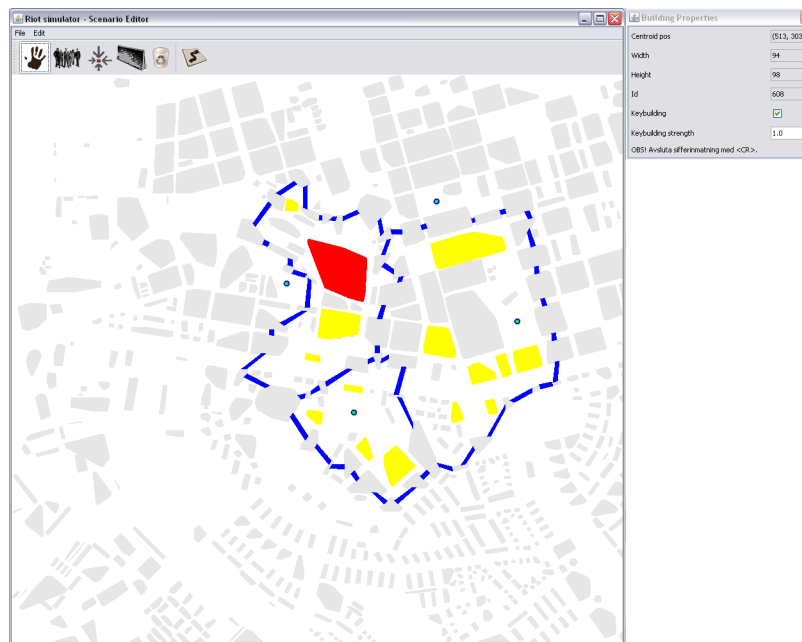 Riot simulator - Scenario Editor
File Edit
Building Properties
Centroid pos (513, 303
Width 94
Height 98
Id 608
Keybuilding
Keybuilding strength 1.0
OBS! Avsluta sifferinmatning med <CR>.